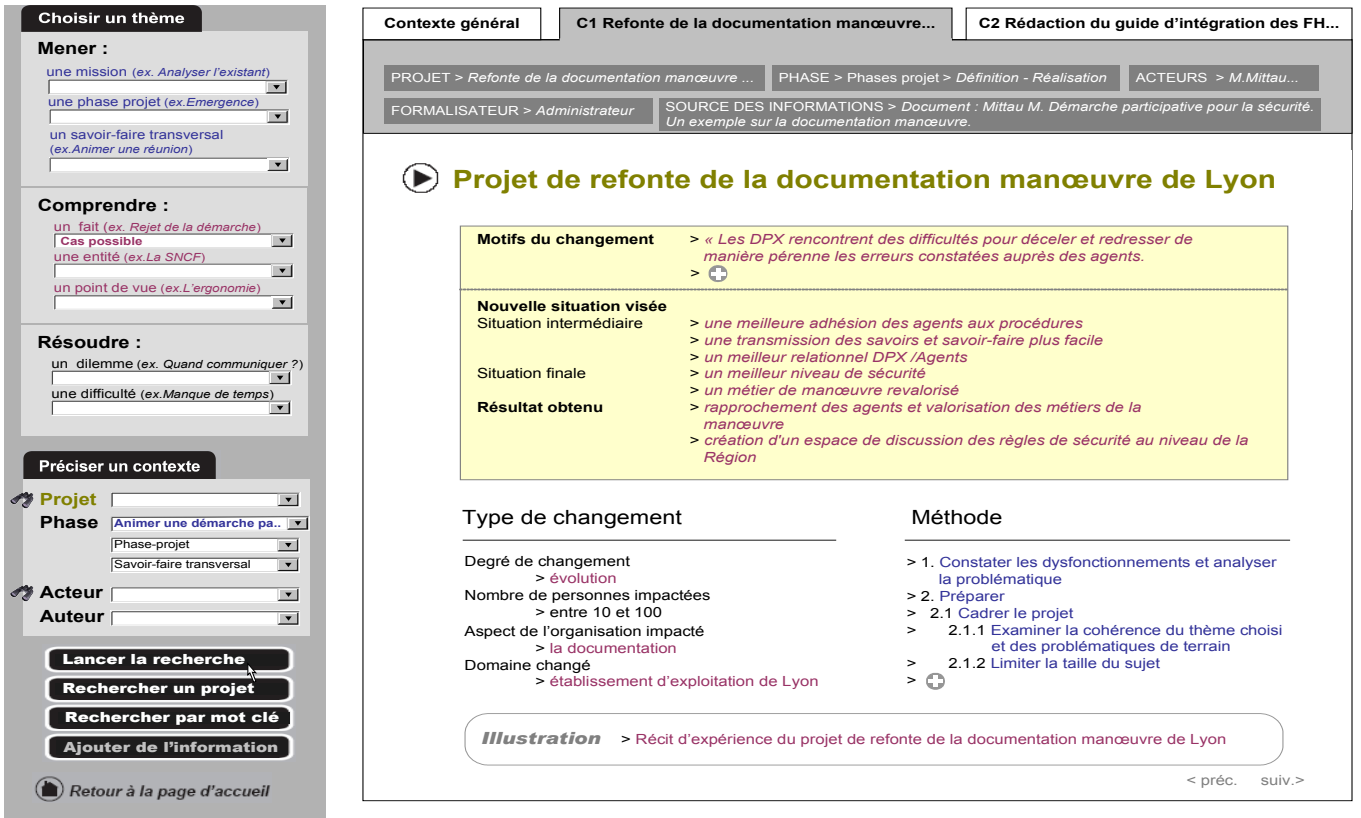 Choisir un thème
Mener :
une mission (ex. Analyser l'existant)
une phase projet (ex.Emergence)
un savoir-faire transversal
(ex.Animer une réunion)
Comprendre :
un fait (ex. Rejet de la démarche)
Cas possible
une entité (ex.La SNCF)
un point de vue (ex.L'ergonomie)
Résoudre :
un dilemme (ex. Quand communiquer ?)
une difficulté (ex.Manque de temps)
Préciser un contexte
Projet
Phase Animer une démarche pa..
Phase-projet
Savoir-faire transversal
Acteur
Auteur
Lancer la recherche
Rechercher un projet
Rechercher par mot clé
Ajouter de l'information
Retour à la page d'accueil
Contexte général
C1 Refonte de la documentation manœuvre...
C2 Rédaction du guide d'intégration des FH...
PROJET > Refonte de la documentation manœuvre ...
PHASE > Phases projet > Définition - Réalisation
ACTEURS > M.Mittau...
FORMALISATEUR > Administrateur
SOURCE DES INFORMATIONS > Document : Mittau M. Démarche participative pour la sécurité.
Un exemple sur la documentation manœuvre.
Projet de refonte de la documentation manœuvre de Lyon
Motifs du changement > « Les DPX rencontrent des difficultés pour déceler et redresser de
manière pérenne les erreurs constatées auprès des agents.
>
Nouvelle situation visée
Situation intermédiaire > une meilleure adhésion des agents aux procédures
> une transmission des savoirs et savoir-faire plus facile
> un meilleur relationnel DPX /Agents
Situation finale > un meilleur niveau de sécurité
> un métier de manœuvre revalorisé
Résultat obtenu > rapprochement des agents et valorisation des métiers de la
manœuvre
> création d'un espace de discussion des règles de sécurité au niveau de la
Région
Type de changement
Degré de changement
> évolution
Nombre de personnes impactées
> entre 10 et 100
Aspect de l'organisation impacté
> la documentation
Domaine changé
> établissement d'exploitation de Lyon
Méthode
> 1. Constater les dysfonctionnements et analyser
la problématique
> 2. Préparer
> 2.1 Cadrer le projet
> 2.1.1 Examiner la cohérence du thème choisi
et des problématiques de terrain
> 2.1.2 Limiter la taille du sujet
>
Illustration > Récit d'expérience du projet de refonte de la documentation manœuvre de Lyon
< préc. suiv.>